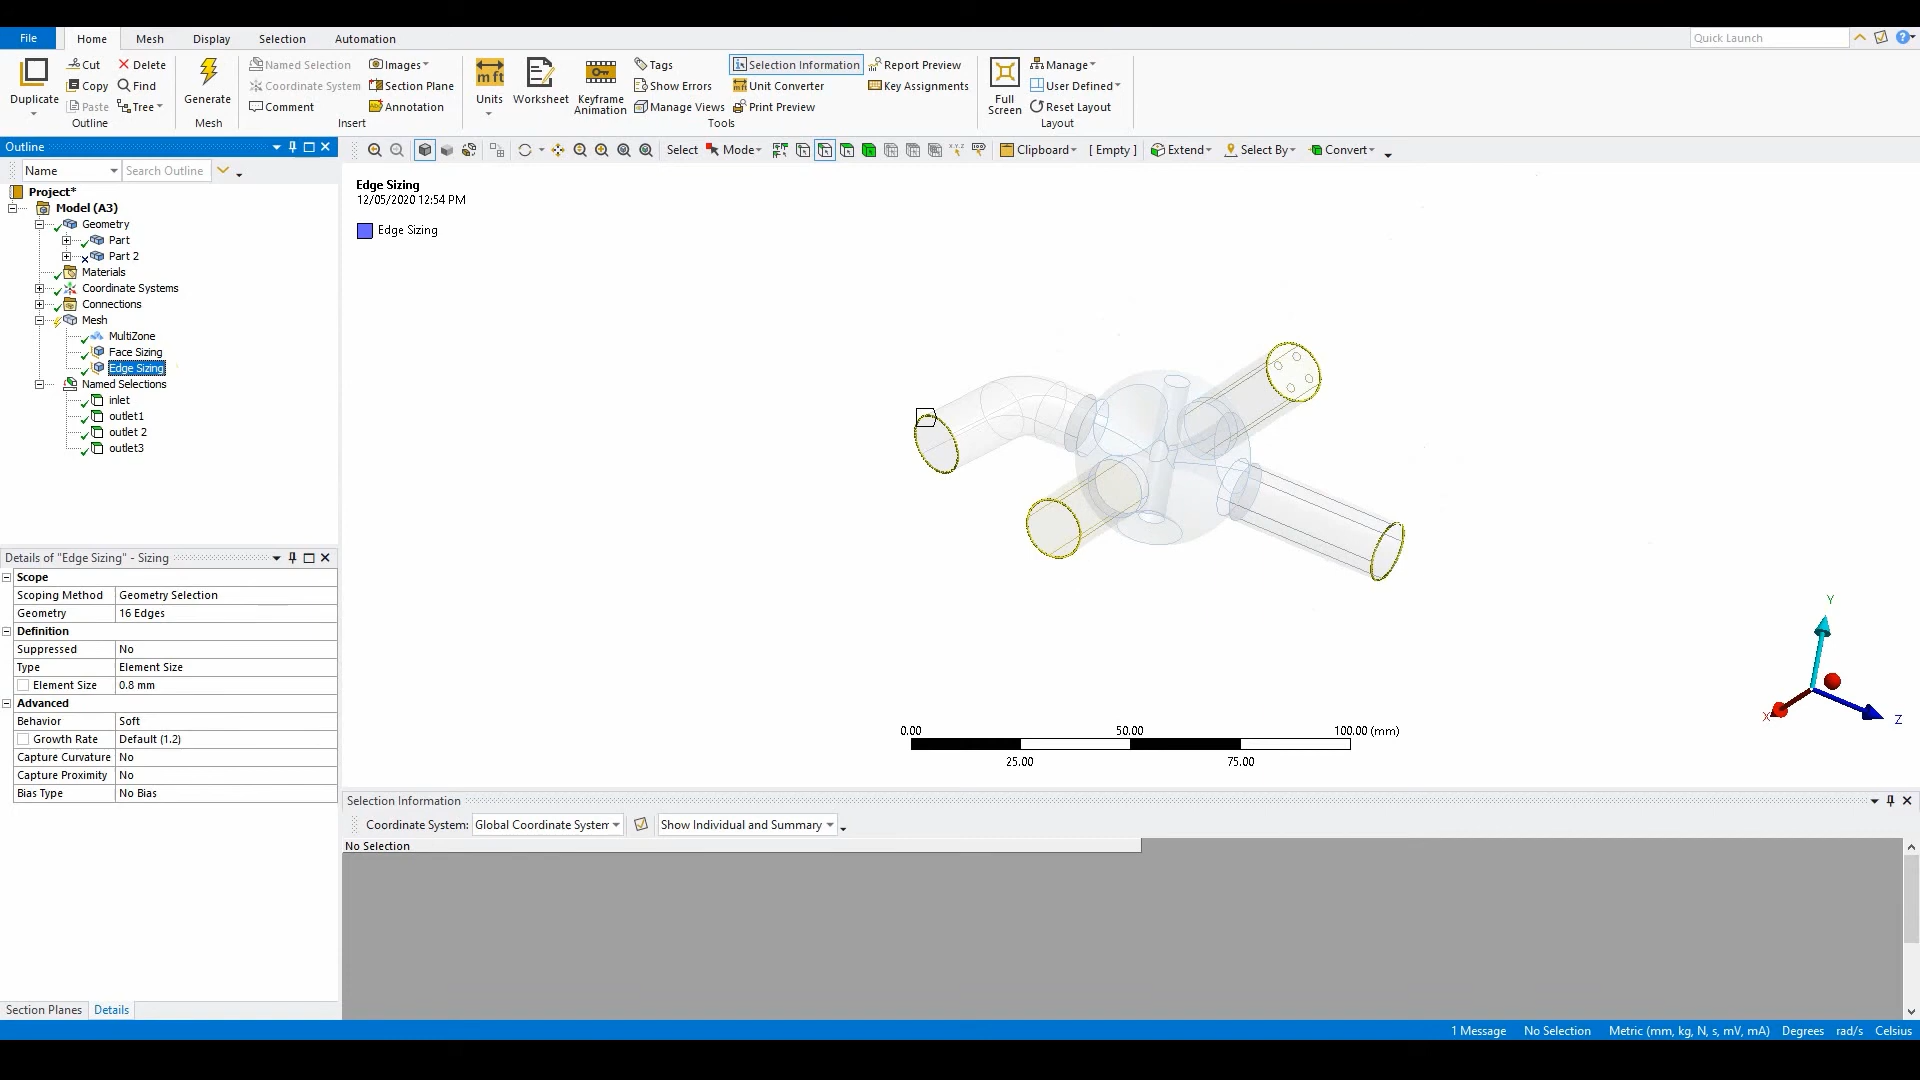 File Home Mesh Display Selection Automation Quick Launch
Duplicate Cut Copy Paste Delete Find Tree Outline
Generate Mesh
Named Selection Coordinate System Comment Images Section Plane Annotation Insert
Units Worksheet Keyframe Animation Tags Show Errors Manage Views Selection Information Unit Converter Print Preview Report Preview Key Assignments Tools
Full Screen Manage User Defined Reset Layout Layout
Outline
Name Search Outline
Select Mode Clipboard [ Empty ] Extend Select By Convert
Project*
Model (A3)
Geometry
Part
Part 2
Materials
Coordinate Systems
Connections
Mesh
MultiZone
Face Sizing
Edge Sizing
Named Selections
inlet
outlet1
outlet 2
outlet3
Details of "Edge Sizing" - Sizing
Scope
Scoping Method Geometry Selection
Geometry 16 Edges
Definition
Suppressed No
Type Element Size
Element Size 0.8 mm
Advanced
Behavior Soft
Growth Rate Default (1.2)
Capture Curvature No
Capture Proximity No
Bias Type No Bias
Section Planes Details
Edge Sizing
12/05/2020 12:54 PM
Edge Sizing
0.00 50.00 100.00 (mm)
25.00 75.00
Y
X
Z
Selection Information
Coordinate System: Global Coordinate System Show Individual and Summary
No Selection
1 Message No Selection Metric (mm, kg, N, s, mV, mA) Degrees rad/s Celsius